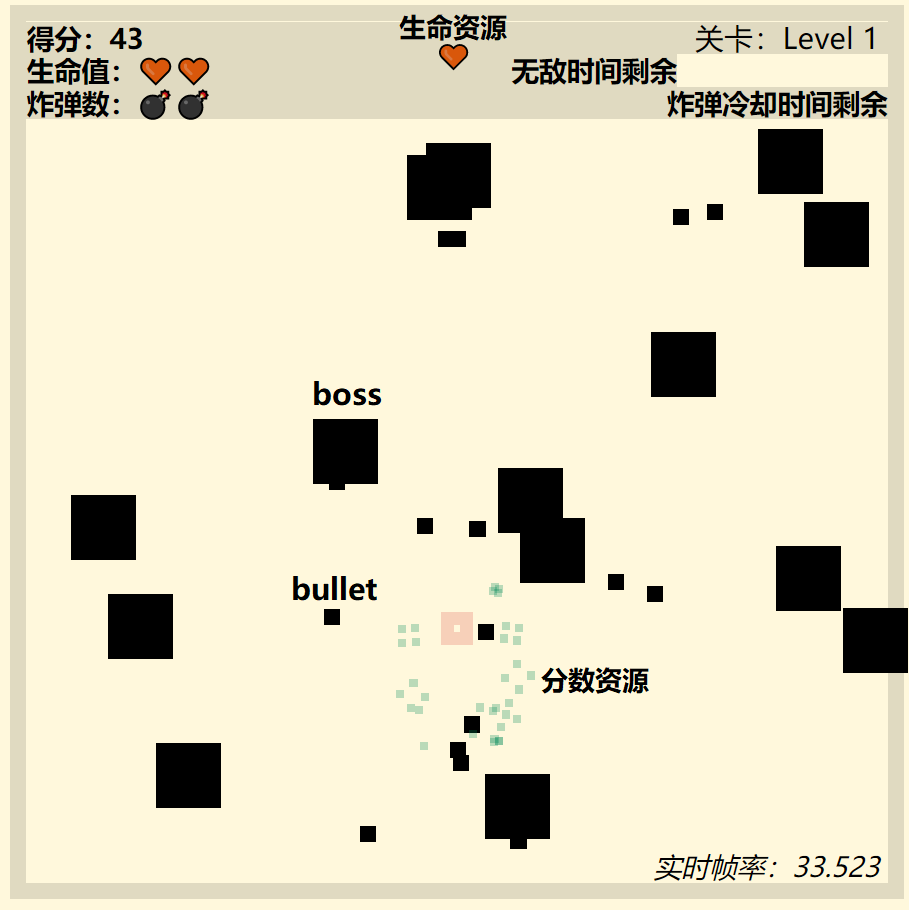 得分：43
生命值：
炸弹数：
生命资源
关卡：Level 1
无敌时间剩余
炸弹冷却时间剩余
boss
bullet
分数资源
实时帧率：33.523